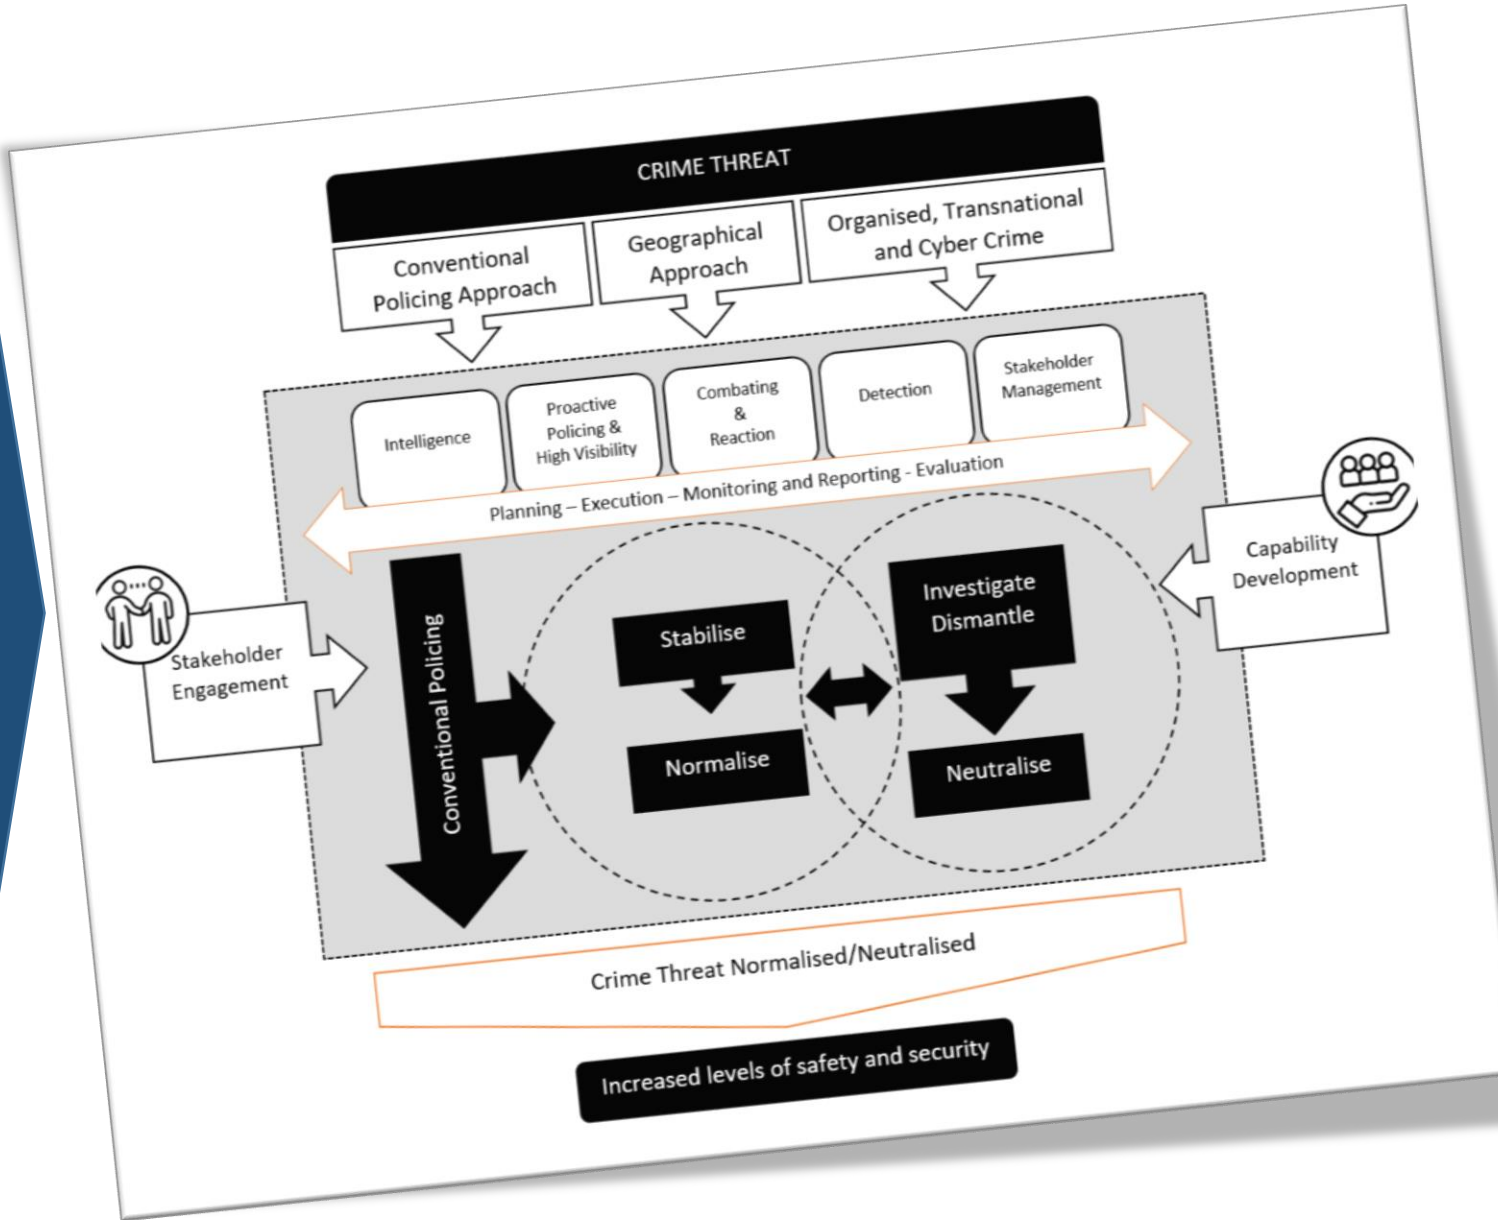 CRIME THREAT
Conventional
Policing Approach
Geographical
Approach
Organised, Transnational
and Cyber Crime
Intelligence
Proactive
Policing &
High Visibility
Combating
&
Reaction
Detection
Stakeholder
Management
Planning – Execution – Monitoring and Reporting - Evaluation
Stakeholder
Engagement
Conventional Policing
Stabilise
Normalise
Investigate
Dismantle
Neutralise
Capability
Development
Crime Threat Normalised/Neutralised
Increased levels of safety and security